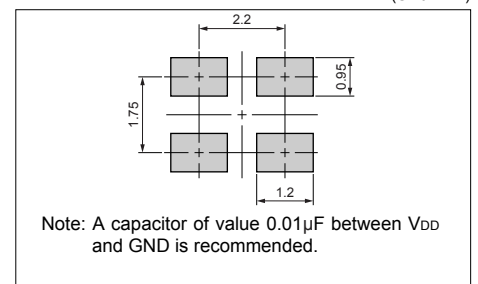 2.2
0.95
1.75
1.2
Note: A capacitor of value 0.01µF between VDD
and GND is recommended.